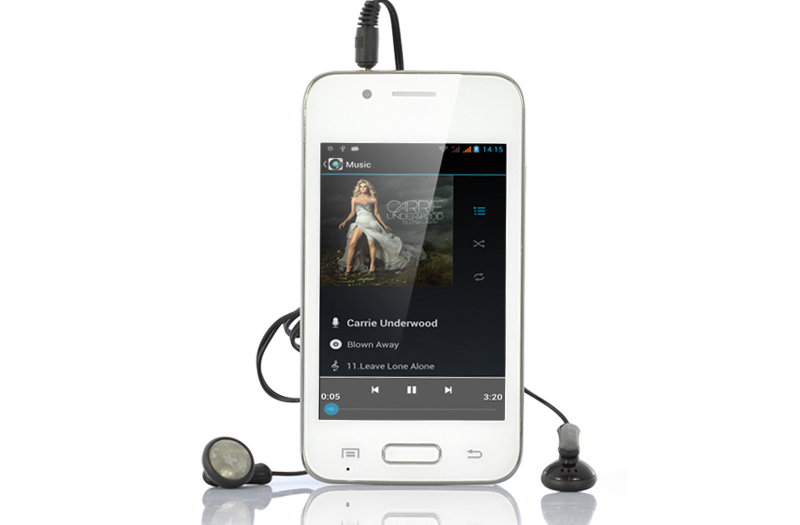 14:15
Music
CARRIE
UNDERWOOD
Carrie Underwood
Blown Away
11.Leave Lone Alone
0:05
3:20